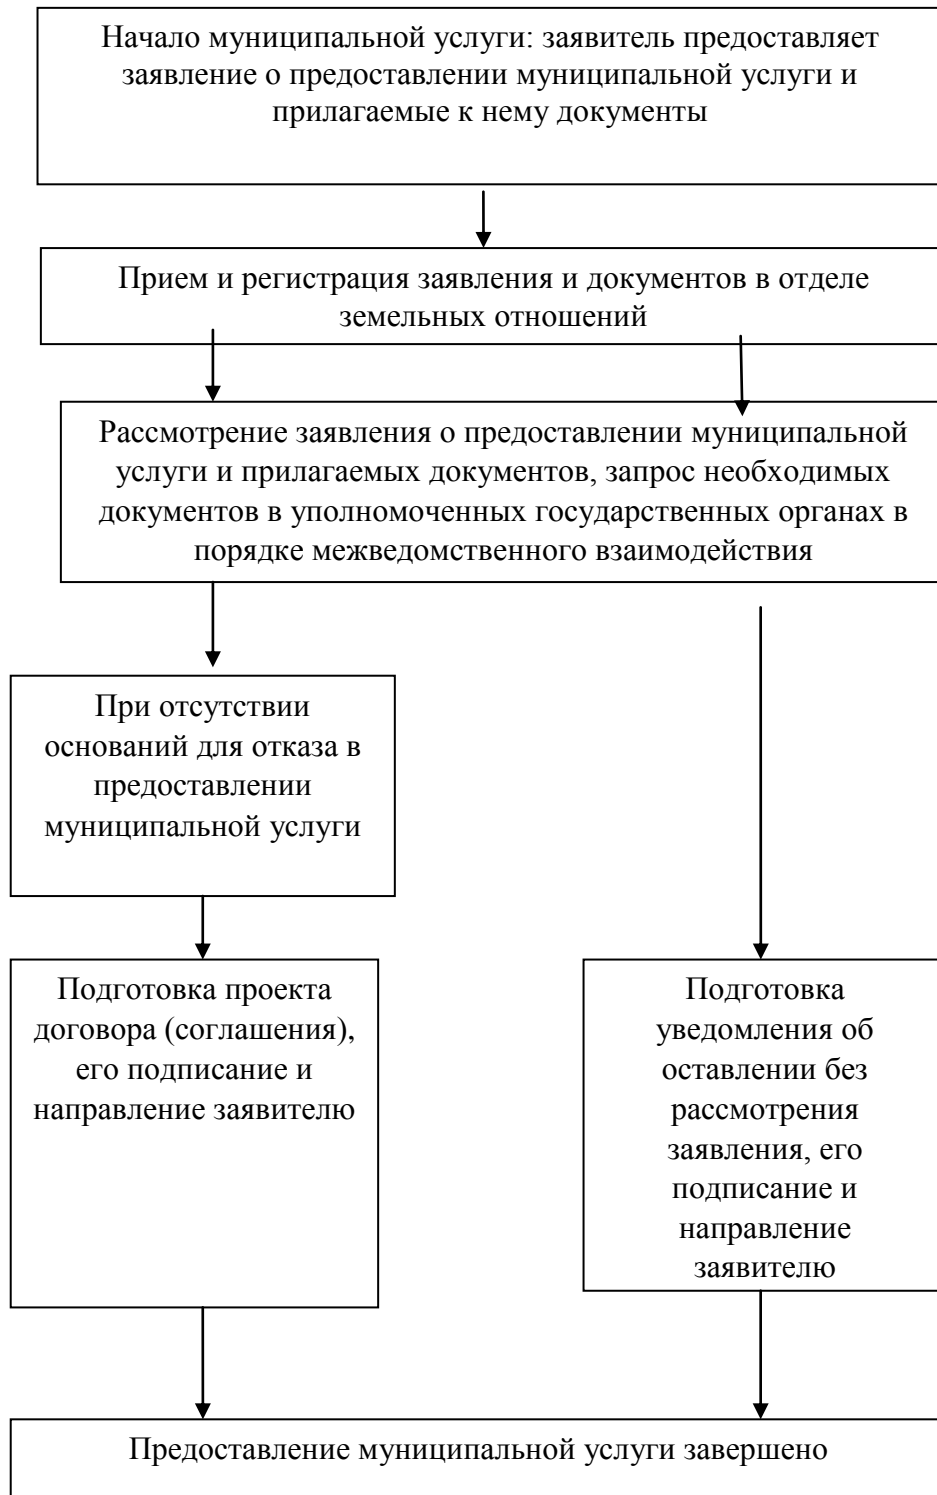 Начало муниципальной услуги: заявитель предоставляет
заявление о предоставлении муниципальной услуги и
прилагаемые к нему документы
Прием и регистрация заявления и документов в отделе
земельных отношений
Рассмотрение заявления о предоставлении муниципальной
услуги и прилагаемых документов, запрос необходимых
документов в уполномоченных государственных органах в
порядке межведомственного взаимодействия
При отсутствии
оснований для отказа в
предоставлении
муниципальной услуги
Подготовка проекта
договора (соглашения),
его подписание и
направление заявителю
Подготовка
уведомления об
оставлении без
рассмотрения
заявления, его
подписание и
направление
заявителю
Предоставление муниципальной услуги завершено